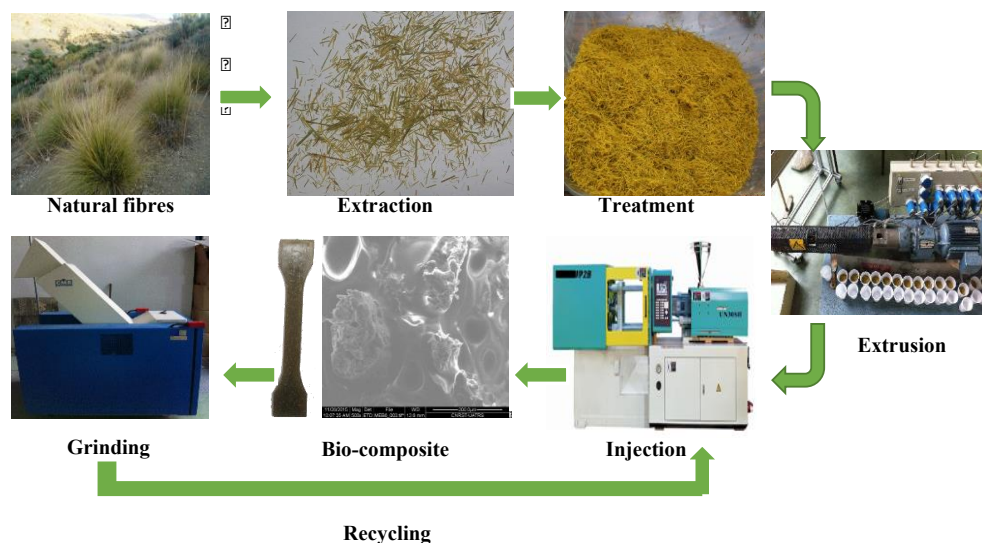 Natural fibres
Extraction
Treatment
Extrusion
Grinding
Bio-composite
Injection
Recycling